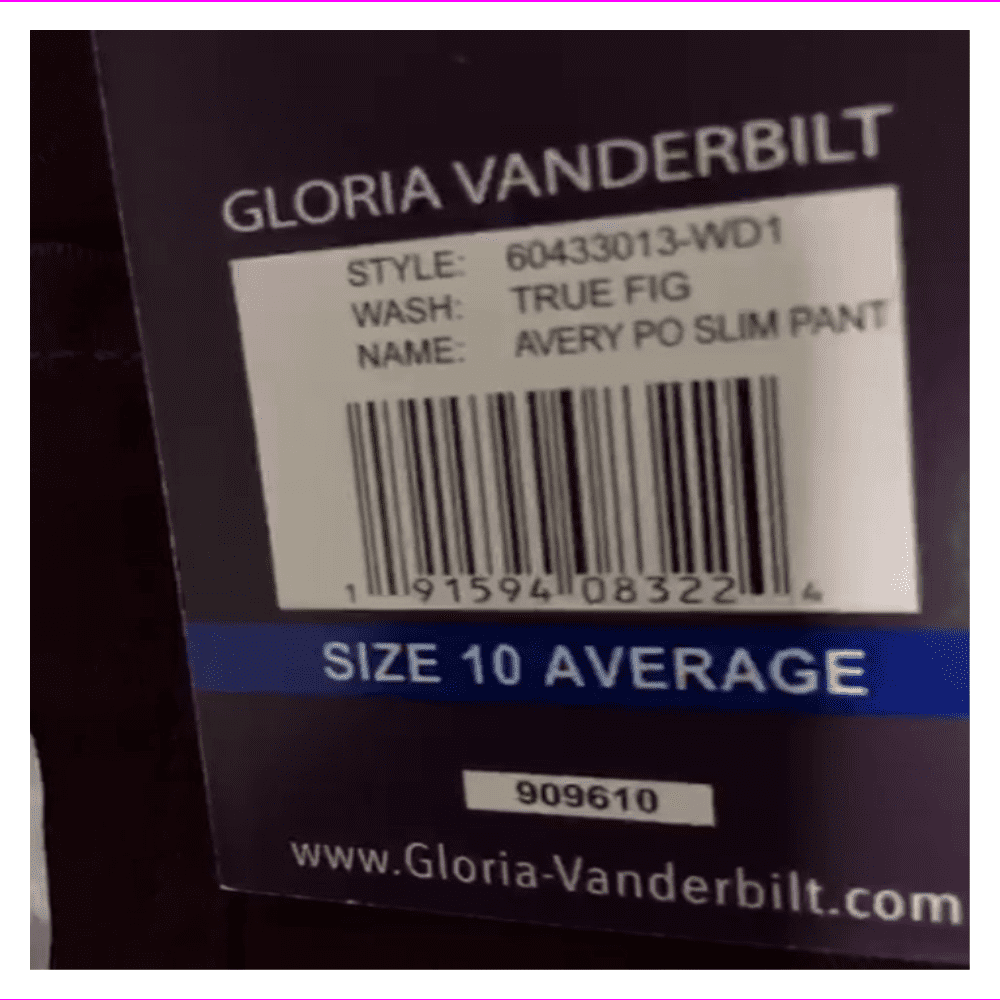 GLORIA VANDERBILT
STYLE: 60433013-WD1
WASH: TRUE FIG
NAME: AVERY PO SLIM PANT
1 91594 08322 4
SIZE 10 AVERAGE
909610
www.Gloria-Vanderbilt.com